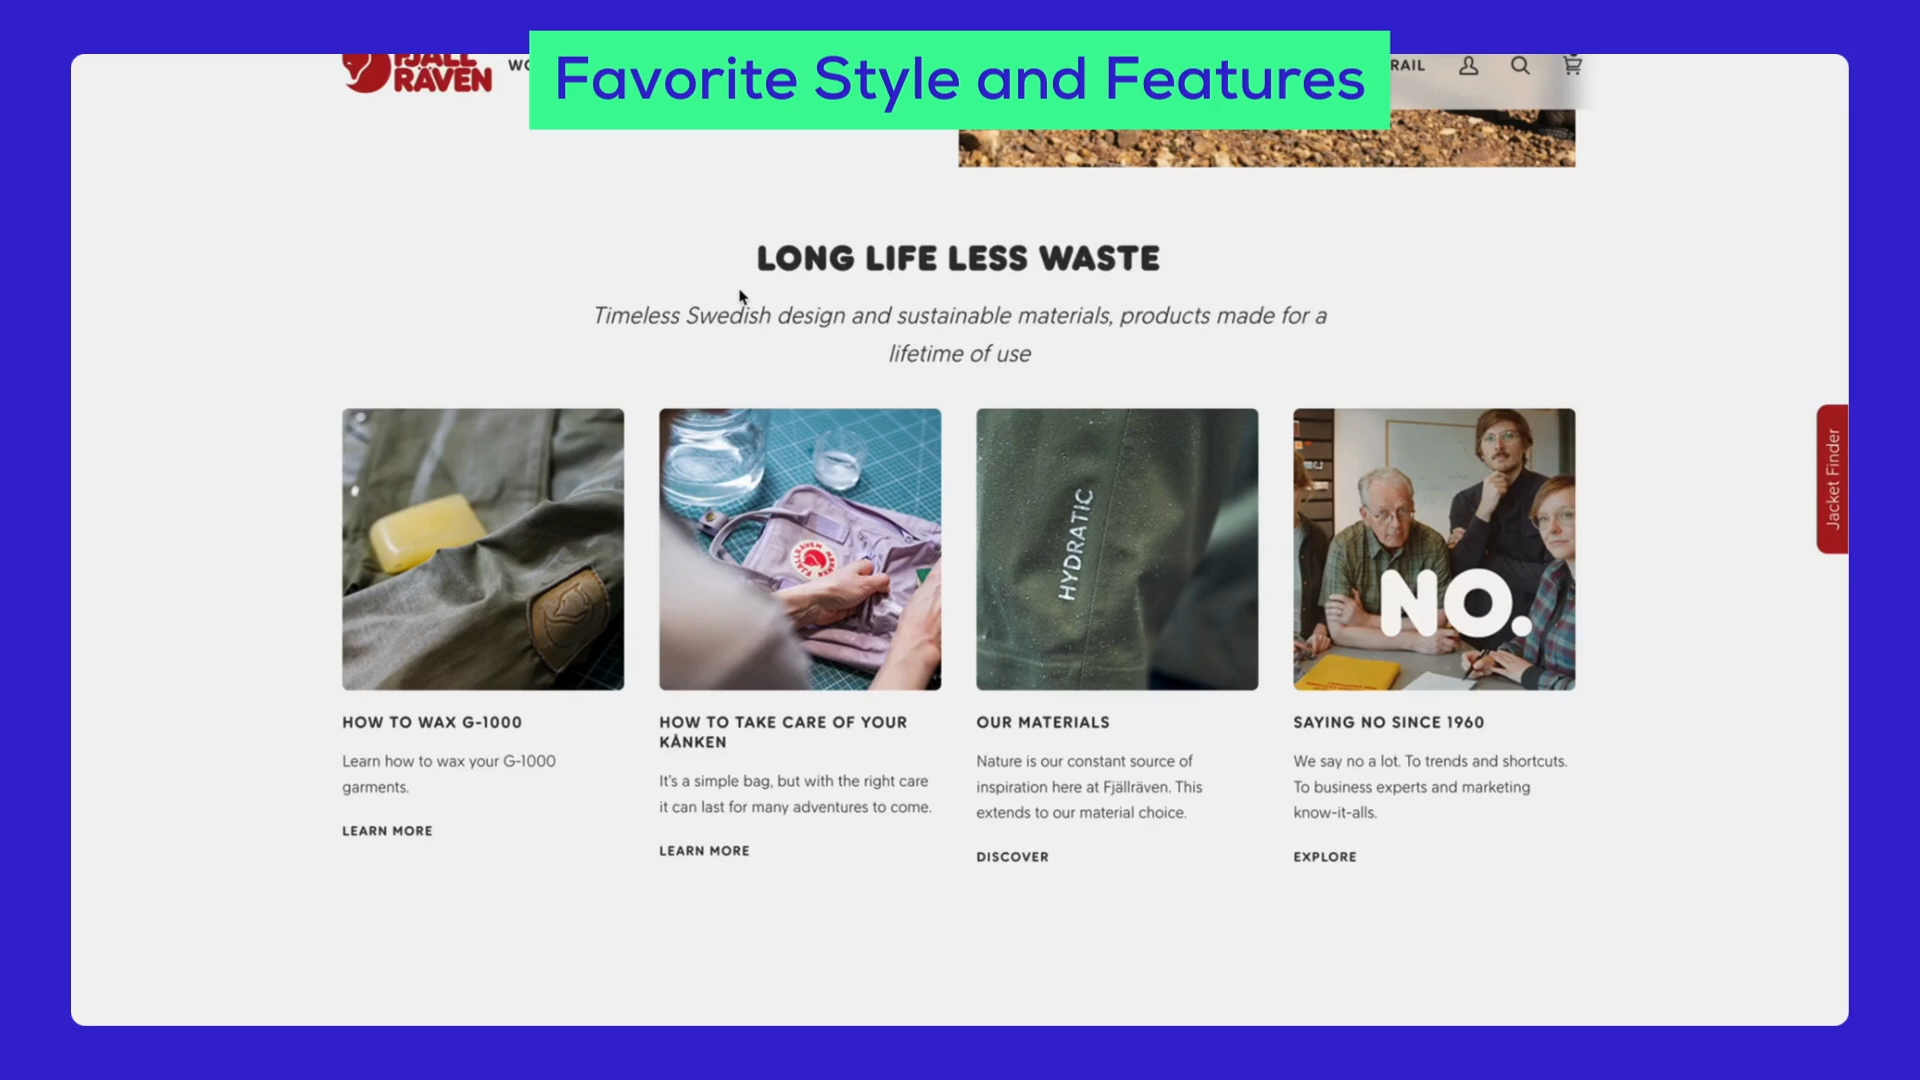 Favorite Style and Features
FJÄLL
RÄVEN
RAIL
LONG LIFE LESS WASTE
Timeless Swedish design and sustainable materials, products made for a
lifetime of use
Jacket Finder
FJÄLLRÄVEN
HYDRATIC
NO.
HOW TO WAX G-1000
Learn how to wax your G-1000
garments.
LEARN MORE
HOW TO TAKE CARE OF YOUR
KÅNKEN
It's a simple bag, but with the right care
it can last for many adventures to come.
LEARN MORE
OUR MATERIALS
Nature is our constant source of
inspiration here at Fjällräven. This
extends to our material choice.
DISCOVER
SAYING NO SINCE 1960
We say no a lot. To trends and shortcuts.
To business experts and marketing
know-it-alls.
EXPLORE